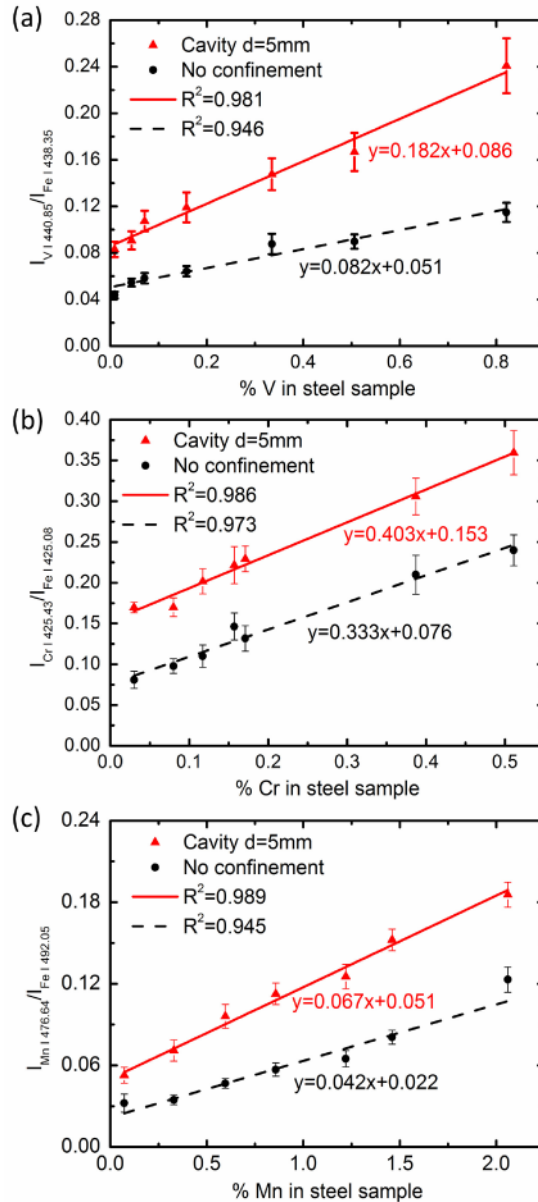 (a)
Cavity d=5mm
No confinement
R²=0.981
R²=0.946
y=0.182x+0.086
y=0.082x+0.051
I V I 440.85/I Fe I 438.35
0.28
0.24
0.20
0.16
0.12
0.08
0.04
0.00
0.0 0.2 0.4 0.6 0.8
% V in steel sample
(b)
Cavity d=5mm
No confinement
R²=0.986
R²=0.973
y=0.403x+0.153
y=0.333x+0.076
I Cr I 425.43/I Fe I 425.08
0.40
0.35
0.30
0.25
0.20
0.15
0.10
0.05
0.00
0.0 0.1 0.2 0.3 0.4 0.5
% Cr in steel sample
(c)
Cavity d=5mm
No confinement
R²=0.989
R²=0.945
y=0.067x+0.051
y=0.042x+0.022
I Mn I 476.64/I Fe I 492.05
0.24
0.18
0.12
0.06
0.00
0.0 0.5 1.0 1.5 2.0
% Mn in steel sample